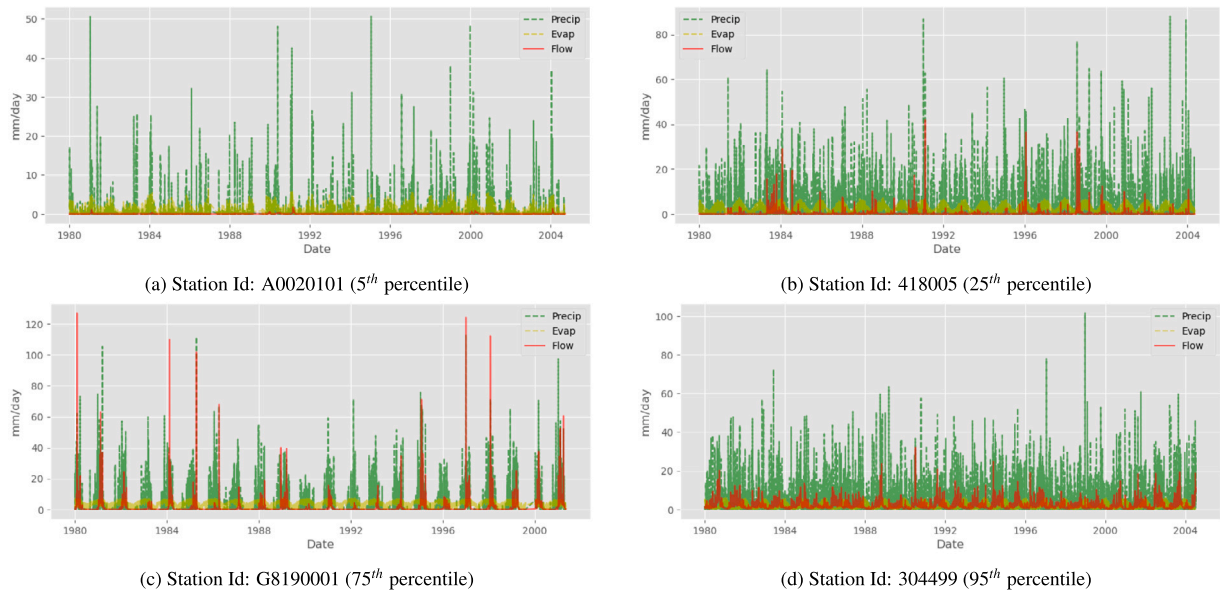 50
40
30
20
10
0
mm/day
1980 1984 1988 1992 1996 2000 2004
Date
Precip
Evap
Flow
(a) Station Id: A0020101 (5th percentile)
80
60
40
20
0
mm/day
1980 1984 1988 1992 1996 2000 2004
Date
Precip
Evap
Flow
(b) Station Id: 418005 (25th percentile)
120
100
80
60
40
20
0
mm/day
1980 1984 1988 1992 1996 2000
Date
Precip
Evap
Flow
(c) Station Id: G8190001 (75th percentile)
100
80
60
40
20
0
mm/day
1980 1984 1988 1992 1996 2000 2004
Date
Precip
Evap
Flow
(d) Station Id: 304499 (95th percentile)